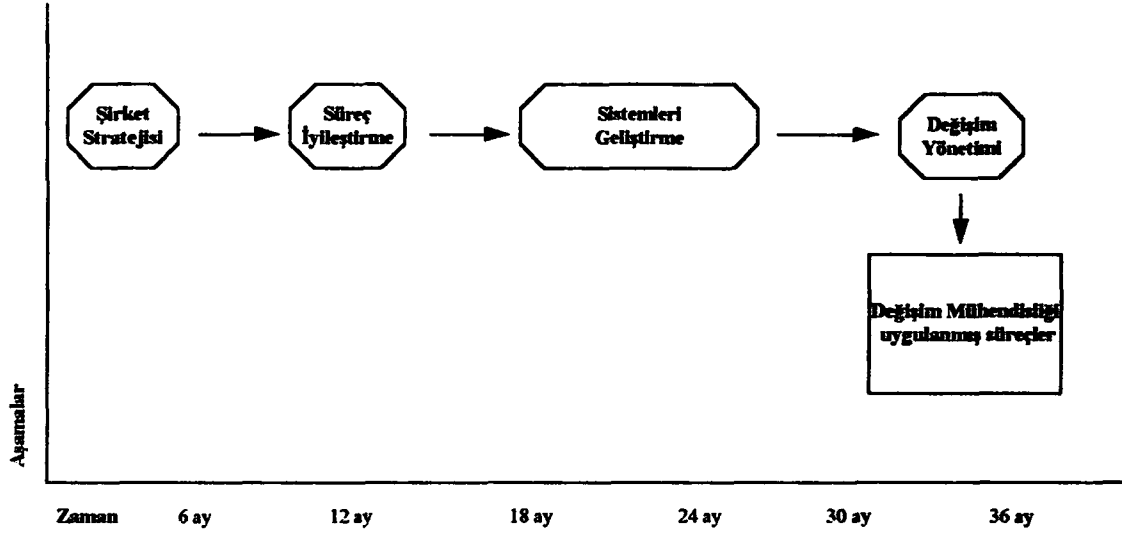 Şirket
Stratejisi
Süreç
İyileştirme
Sistemleri
Geliştirme
Değişim
Yönetimi
Değişim Mühendisliği
uygulanmış süreçler
Aşamalar
Zaman 6 ay 12 ay 18 ay 24 ay 30 ay 36 ay